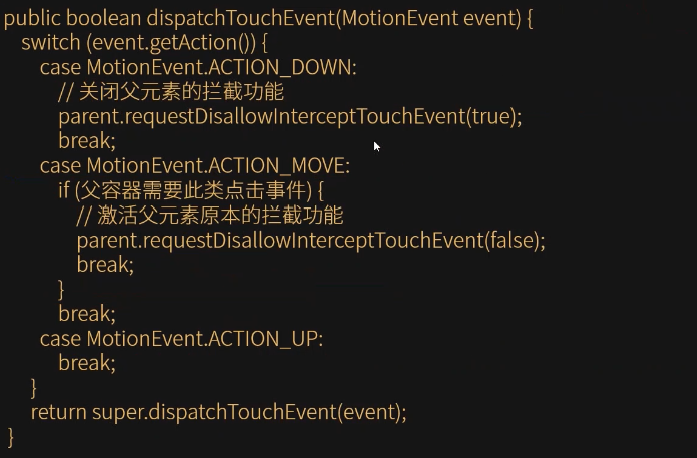 public boolean dispatchTouchEvent(MotionEvent event) {
switch (event.getAction()) {
case MotionEvent.ACTION_DOWN:
// 关闭父元素的拦截功能
parent.requestDisallowInterceptTouchEvent(true);
break;
case MotionEvent.ACTION_MOVE:
if (父容器需要此类点击事件) {
// 激活父元素原本的拦截功能
parent.requestDisallowInterceptTouchEvent(false);
break;
}
break;
case MotionEvent.ACTION_UP:
break;
}
return super.dispatchTouchEvent(event);
}